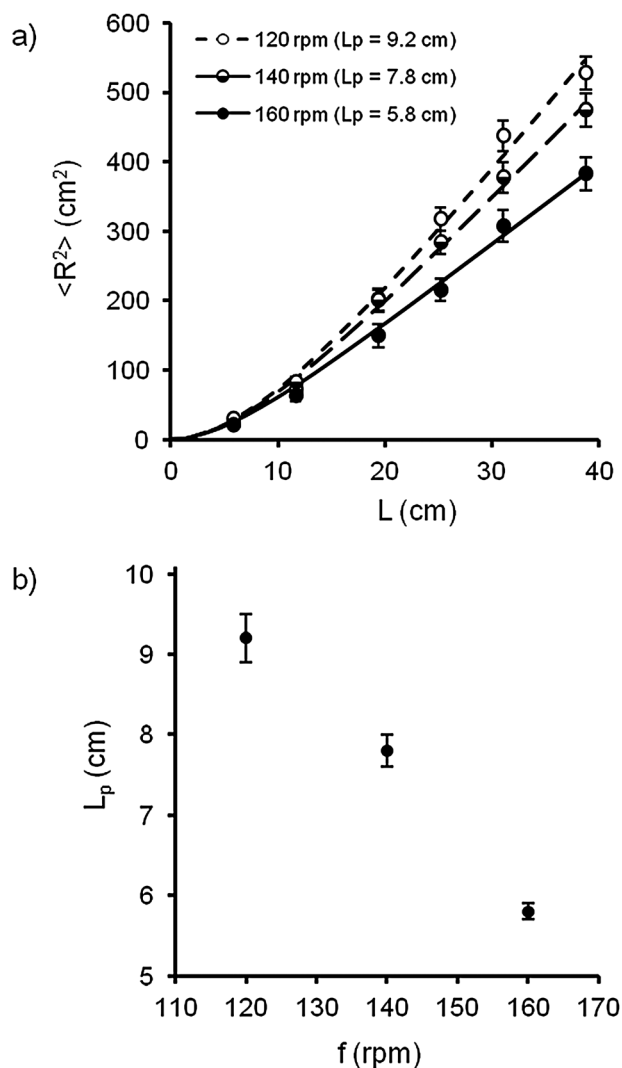 a)
600
500
400
300
200
100
0
<R²> (cm²)
120 rpm (Lp = 9.2 cm)
140 rpm (Lp = 7.8 cm)
160 rpm (Lp = 5.8 cm)
0 10 20 30 40
L (cm)
b)
10
9
8
7
6
5
Lₚ (cm)
110 120 130 140 150 160 170
f (rpm)